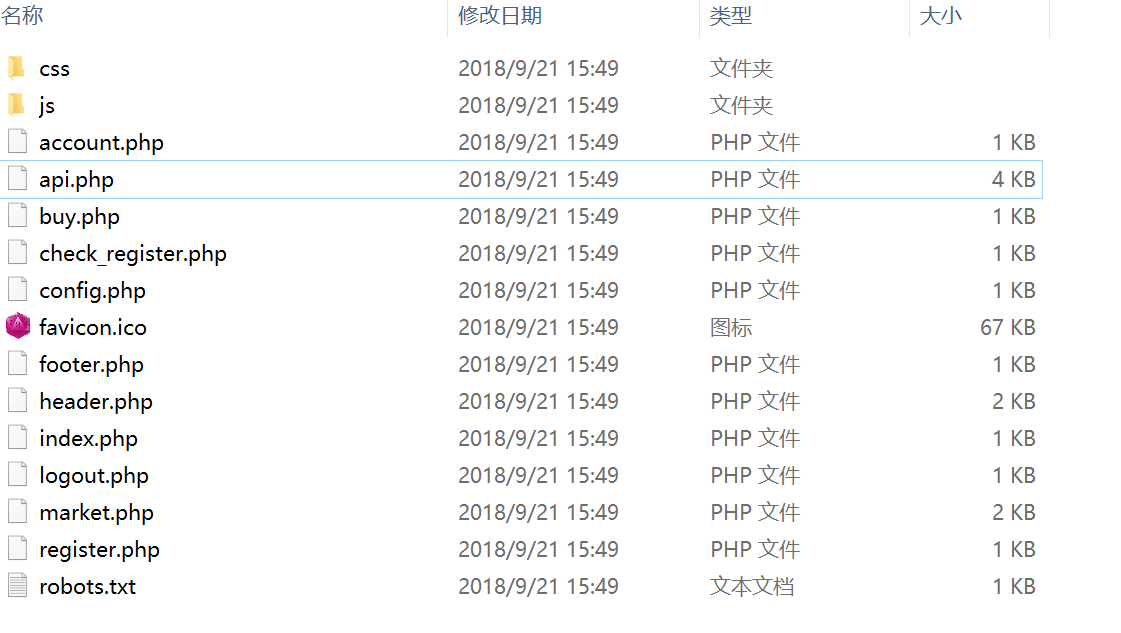 名称 修改日期 类型 大小
css 2018/9/21 15:49 文件夹
js 2018/9/21 15:49 文件夹
account.php 2018/9/21 15:49 PHP 文件 1 KB
api.php 2018/9/21 15:49 PHP 文件 4 KB
buy.php 2018/9/21 15:49 PHP 文件 1 KB
check_register.php 2018/9/21 15:49 PHP 文件 1 KB
config.php 2018/9/21 15:49 PHP 文件 1 KB
favicon.ico 2018/9/21 15:49 图标 67 KB
footer.php 2018/9/21 15:49 PHP 文件 1 KB
header.php 2018/9/21 15:49 PHP 文件 2 KB
index.php 2018/9/21 15:49 PHP 文件 1 KB
logout.php 2018/9/21 15:49 PHP 文件 1 KB
market.php 2018/9/21 15:49 PHP 文件 2 KB
register.php 2018/9/21 15:49 PHP 文件 1 KB
robots.txt 2018/9/21 15:49 文本文档 1 KB